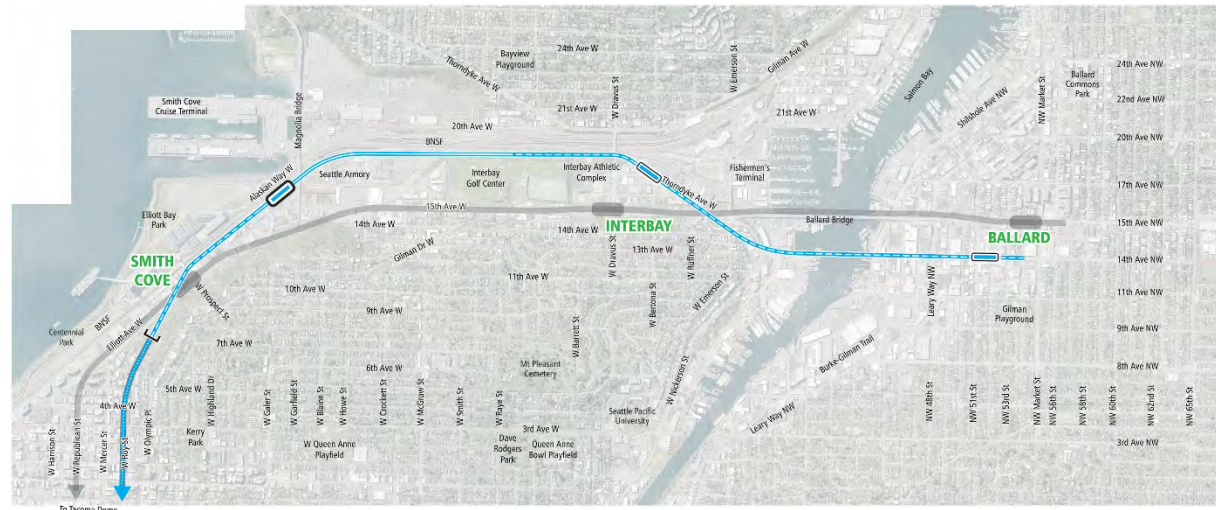 24th Ave W
Bayview
Playground
Thorndyke Ave W
W Dravus St
W Emerson St
Gilman Ave W
Salmon Bay
Shilshole Ave NW
NW Market St
Ballard
Commons
Park
24th Ave NW
22nd Ave NW
20th Ave NW
17th Ave NW
15th Ave NW
14th Ave NW
11th Ave NW
9th Ave NW
8th Ave NW
3rd Ave NW
Smith Cove
Cruise Terminal
Magnolia Bridge
21st Ave W
21st Ave W
20th Ave W
BNSF
Alaskan Way W
Seattle Armory
Interbay
Golf Center
Interbay Athletic
Complex
Thorndyke Ave W
Fishermen's
Terminal
Elliott Bay
Park
15th Ave W
14th Ave W
14th Ave W
INTERBAY
Ballard Bridge
BALLARD
SMITH
COVE
Gilman Dr W
W Dravus St
13th Ave W
W Ruffner St
11th Ave W
10th Ave W
W Prospect St
W Emerson St
W Bertona St
Leary Way NW
Gilman
Playground
9th Ave W
BNSF
Centennial
Park
Elliott Ave W
7th Ave W
W Barrett St
6th Ave W
Mt Pleasant
Cemetery
W Nickerson St
Burke-Gilman Trail
5th Ave W
W Highland Dr
4th Ave W
W Galer St
W Garfield St
W Blaine St
W Howe St
W Crockett St
W McGraw St
W Smith St
W Raye St
Seattle Pacific
University
Leary Way NW
NW 48th St
NW 51st St
NW 53rd St
NW Market St
NW 56th St
NW 58th St
NW 60th St
NW 62nd St
NW 65th St
W Harrison St
W Republican St
W Mercer St
W Roy St
W Olympic Pl
Kerry
Park
W Queen Anne
Playfield
3rd Ave W
Dave
Rodgers
Park
Queen Anne
Bowl Playfield
To Tacoma Dome